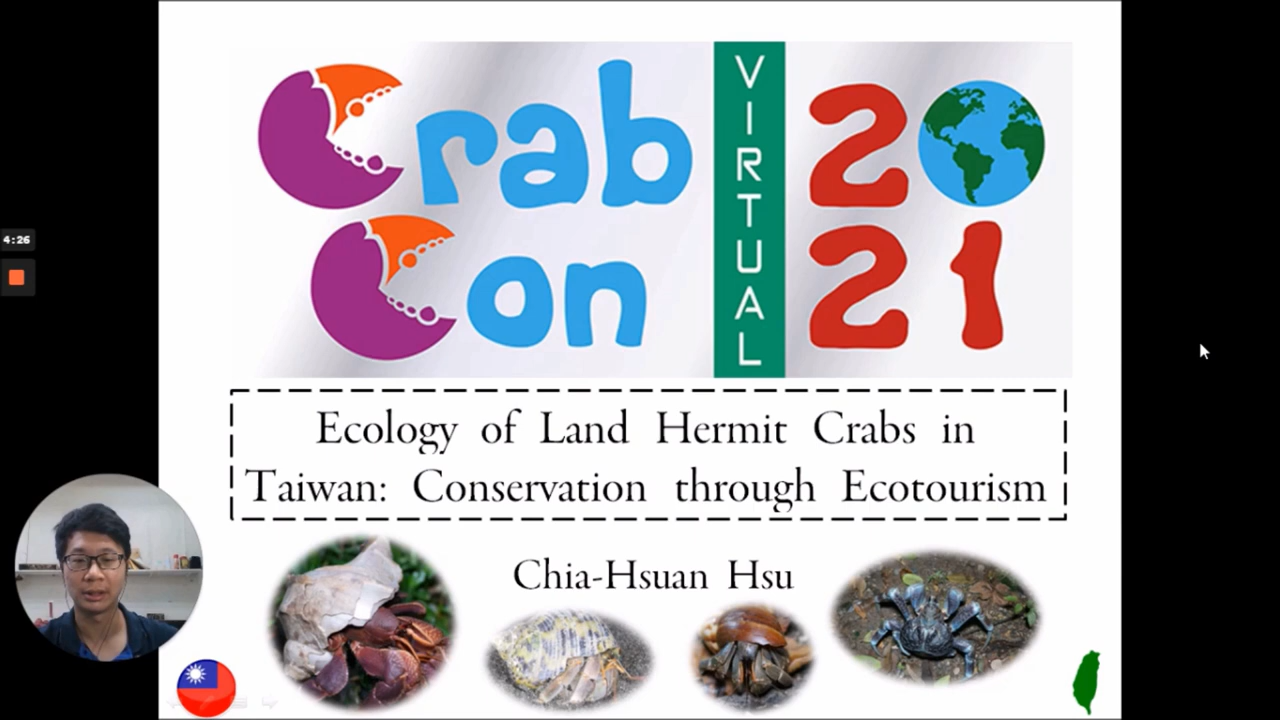 Crab
Con
VIRTUAL
20
21
4:26
Ecology of Land Hermit Crabs in
Taiwan: Conservation through Ecotourism
Chia-Hsuan Hsu